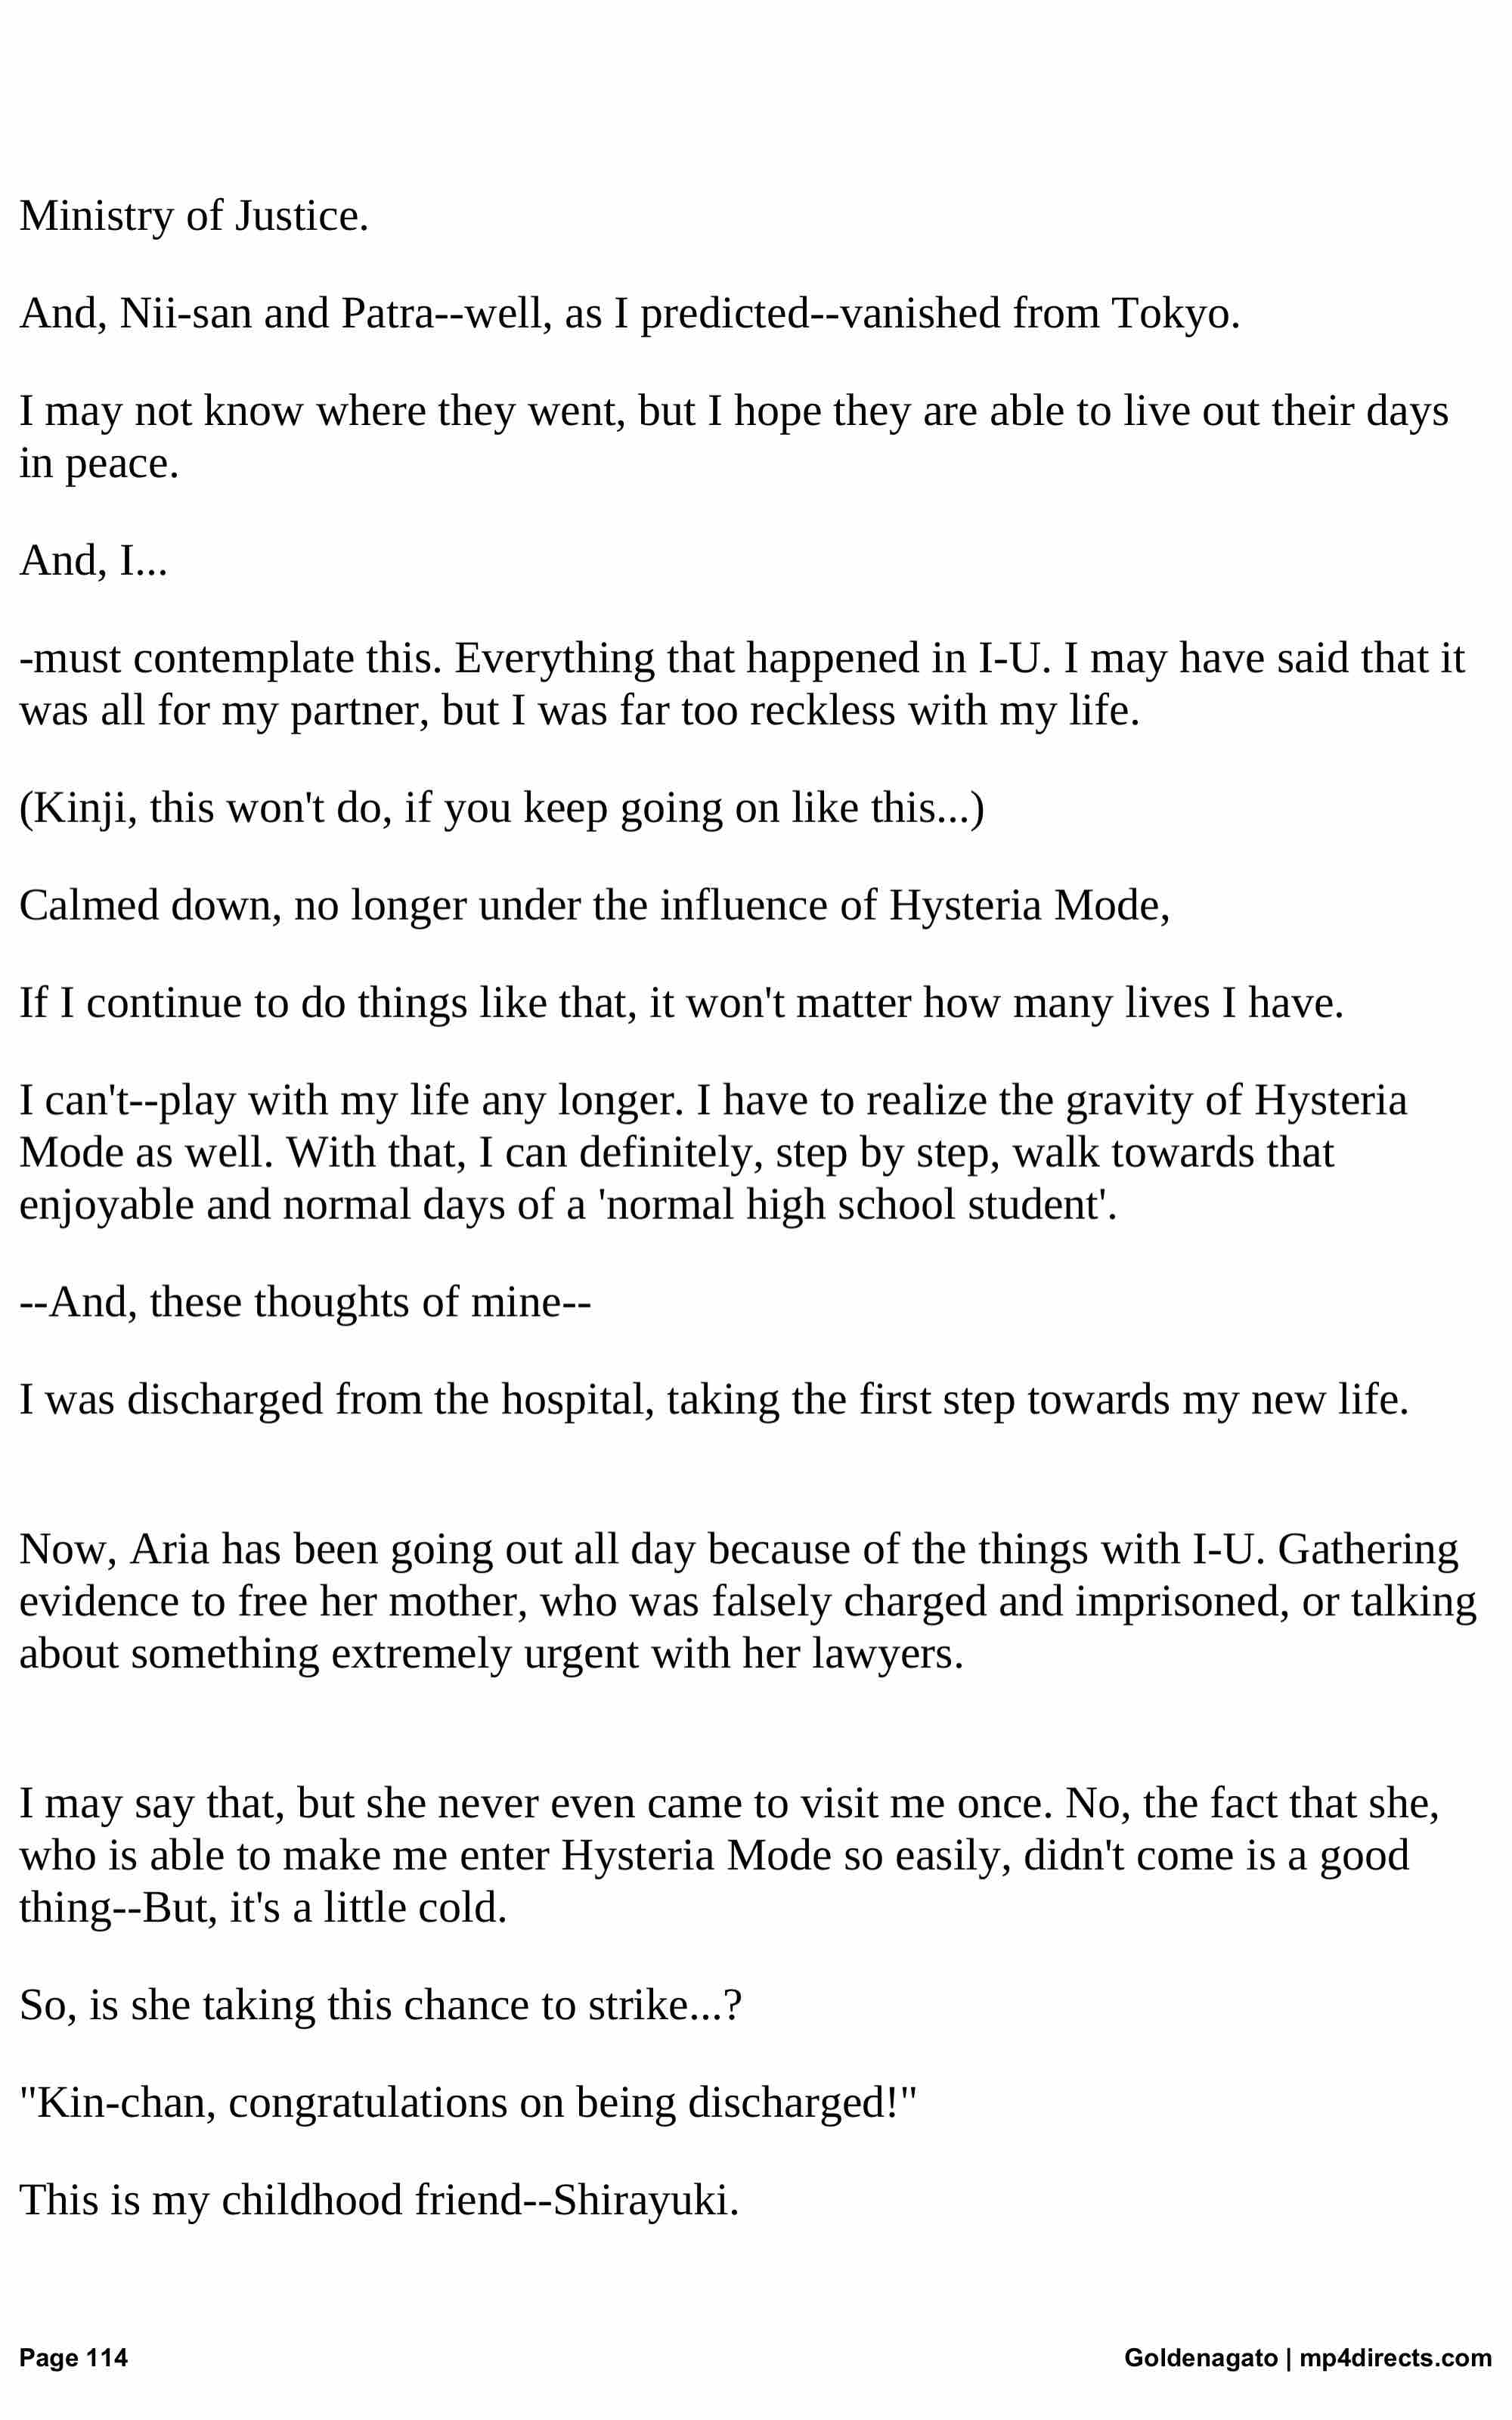 Ministry of Justice.
And, Nii-san and Patra--well, as I predicted--vanished from Tokyo.
I may not know where they went, but I hope they are able to live out their days
in peace.
And, I...
-must contemplate this. Everything that happened in I-U. I may have said that it
was all for my partner, but I was far too reckless with my life.
(Kinji, this won't do, if you keep going on like this...)
Calmed down, no longer under the influence of Hysteria Mode,
If I continue to do things like that, it won't matter how many lives I have.
I can't--play with my life any longer. I have to realize the gravity of Hysteria
Mode as well. With that, I can definitely, step by step, walk towards that
enjoyable and normal days of a 'normal high school student'.
--And, these thoughts of mine--
I was discharged from the hospital, taking the first step towards my new life.
Now, Aria has been going out all day because of the things with I-U. Gathering
evidence to free her mother, who was falsely charged and imprisoned, or talking
about something extremely urgent with her lawyers.
I may say that, but she never even came to visit me once. No, the fact that she,
who is able to make me enter Hysteria Mode so easily, didn't come is a good
thing--But, it's a little cold.
So, is she taking this chance to strike...?
"Kin-chan, congratulations on being discharged!"
This is my childhood friend--Shirayuki.
Page 114
Goldenagato | mp4directs.com